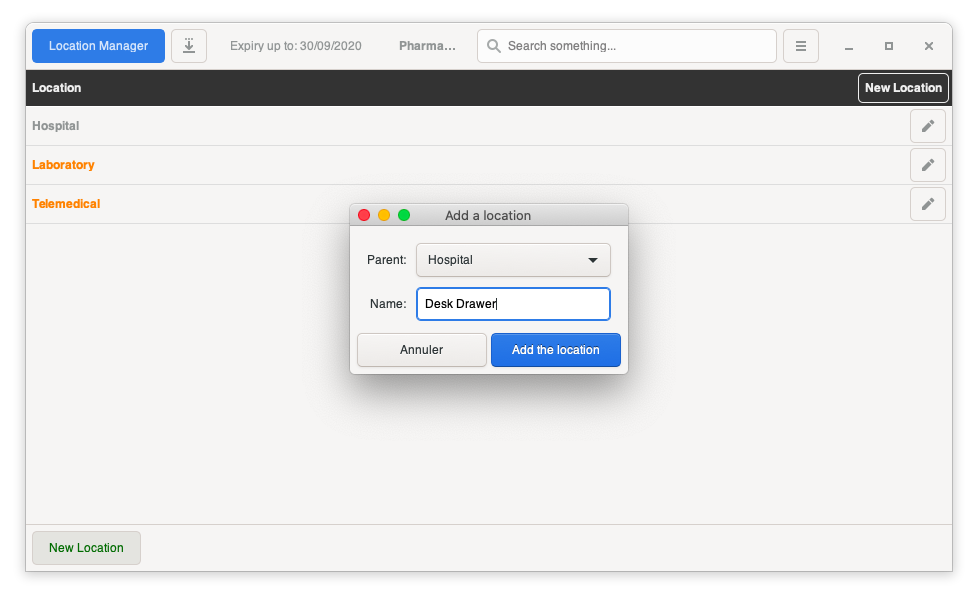 Location Manager
Expiry up to: 30/09/2020
Pharma...
Search something...
Location
New Location
Hospital
Laboratory
Telemedical
Add a location
Parent: Hospital
Name: Desk Drawer
Annuler
Add the location
New Location